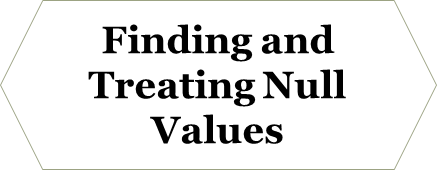 Finding and
Treating Null
Values